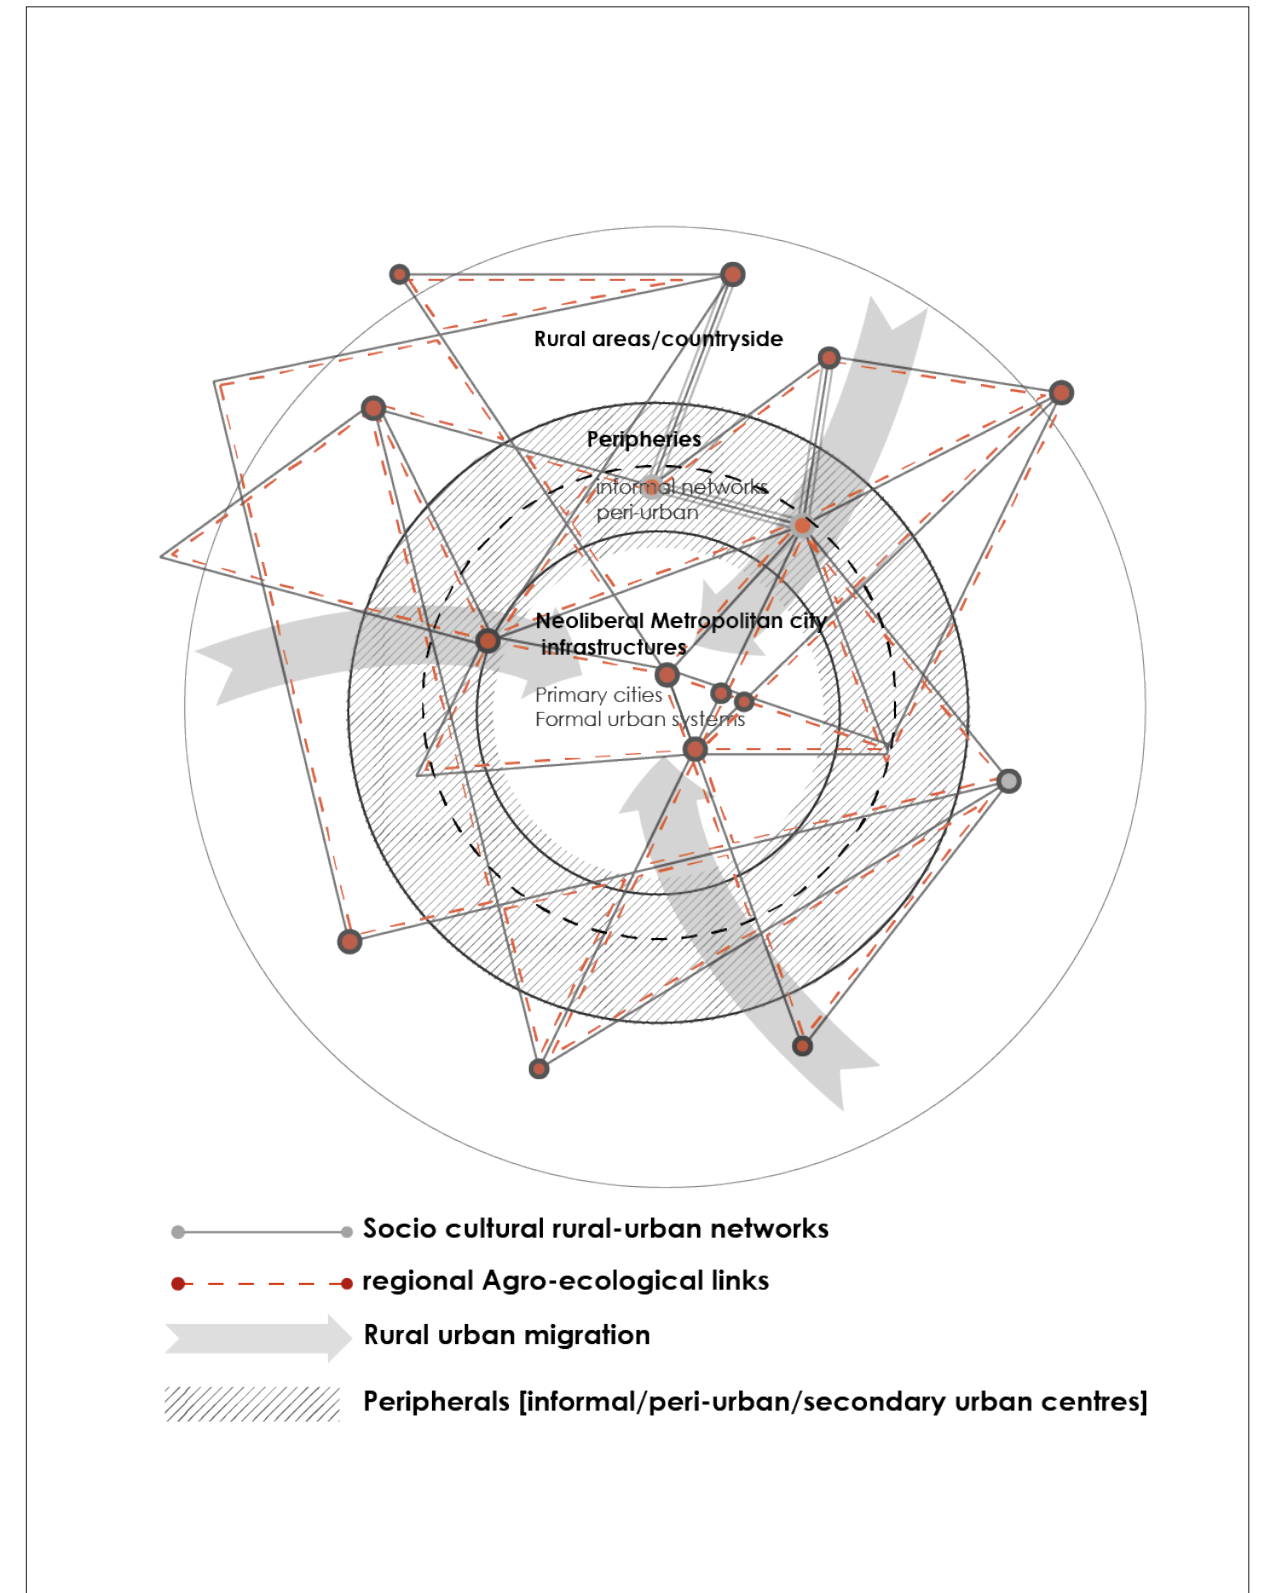 Rural areas/countryside
Peripheries
informal networks
peri-urban
Neoliberal Metropolitan city
infrastructures
Primary cities
Formal urban systems
Socio cultural rural-urban networks
regional Agro-ecological links
Rural urban migration
Peripherals [informal/peri-urban/secondary urban centres]